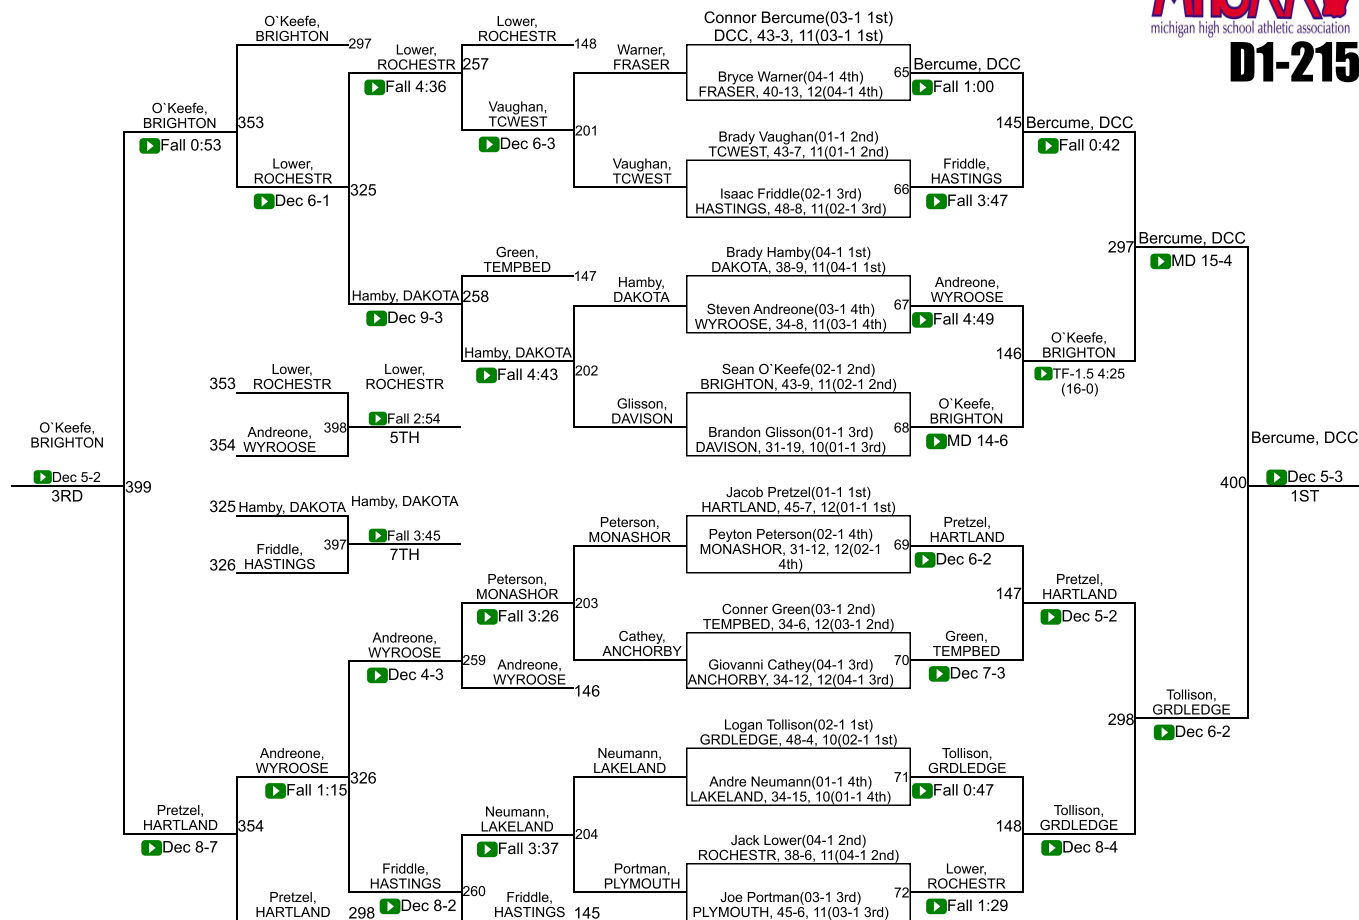 MHSAA
michigan high school athletic association
D1-215
O`Keefe,
BRIGHTON
297
Lower,
ROCHESTR
Fall 4:36
Lower,
ROCHESTR
148
257
Vaughan,
TCWEST
Dec 6-3
Warner,
FRASER
201
Vaughan,
TCWEST
Connor Bercume(03-1 1st)
DCC, 43-3, 11(03-1 1st)
Bryce Warner(04-1 4th)
FRASER, 40-13, 12(04-1 4th)
65
Bercume, DCC
Fall 1:00
Brady Vaughan(01-1 2nd)
TCWEST, 43-7, 11(01-1 2nd)
Isaac Friddle(02-1 3rd)
HASTINGS, 48-8, 11(02-1 3rd)
66
Friddle,
HASTINGS
Fall 3:47
145
Bercume, DCC
Fall 0:42
O`Keefe,
BRIGHTON
Fall 0:53
353
Lower,
ROCHESTR
Dec 6-1
325
Green,
TEMPBED
147
Hamby, DAKOTA
Dec 9-3
258
Hamby, DAKOTA
Fall 4:43
Hamby,
DAKOTA
202
Glisson,
DAVISON
Brady Hamby(04-1 1st)
DAKOTA, 38-9, 11(04-1 1st)
Steven Andreone(03-1 4th)
WYROOSE, 34-8, 11(03-1 4th)
67
Andreone,
WYROOSE
Fall 4:49
Sean O`Keefe(02-1 2nd)
BRIGHTON, 43-9, 11(02-1 2nd)
Brandon Glisson(01-1 3rd)
DAVISON, 31-19, 10(01-1 3rd)
68
O`Keefe,
BRIGHTON
MD 14-6
146
O`Keefe,
BRIGHTON
TF-1.5 4:25
(16-0)
297
Bercume, DCC
MD 15-4
353
Lower,
ROCHESTR
354
Andreone,
WYROOSE
398
Lower,
ROCHESTR
Fall 2:54
5TH
O`Keefe,
BRIGHTON
Dec 5-2
3RD
399
325
Hamby, DAKOTA
326
Friddle,
HASTINGS
397
Hamby, DAKOTA
Fall 3:45
7TH
400
Bercume, DCC
Dec 5-3
1ST
Peterson,
MONASHOR
Peterson,
MONASHOR
Fall 3:26
203
Cathey,
ANCHORBY
Jacob Pretzel(01-1 1st)
HARTLAND, 45-7, 12(01-1 1st)
Peyton Peterson(02-1 4th)
MONASHOR, 31-12, 12(02-1
4th)
69
Pretzel,
HARTLAND
Dec 6-2
Conner Green(03-1 2nd)
TEMPBED, 34-6, 12(03-1 2nd)
Giovanni Cathey(04-1 3rd)
ANCHORBY, 34-12, 12(04-1 3rd)
70
Green,
TEMPBED
Dec 7-3
147
Pretzel,
HARTLAND
Dec 5-2
Andreone,
WYROOSE
Dec 4-3
259
Andreone,
WYROOSE
146
298
Tollison,
GRDLEDGE
Dec 6-2
Andreone,
WYROOSE
Fall 1:15
326
Pretzel,
HARTLAND
Dec 8-7
354
Pretzel,
HARTLAND
298
Friddle,
HASTINGS
Dec 8-2
260
Neumann,
LAKELAND
Fall 3:37
Friddle,
HASTINGS
145
Neumann,
LAKELAND
204
Portman,
PLYMOUTH
Logan Tollison(02-1 1st)
GRDLEDGE, 48-4, 10(02-1 1st)
Andre Neumann(01-1 4th)
LAKELAND, 34-15, 10(01-1 4th)
71
Tollison,
GRDLEDGE
Fall 0:47
Jack Lower(04-1 2nd)
ROCHESTR, 38-6, 11(04-1 2nd)
Joe Portman(03-1 3rd)
PLYMOUTH, 45-6, 11(03-1 3rd)
72
Lower,
ROCHESTR
Fall 1:29
148
Tollison,
GRDLEDGE
Dec 8-4